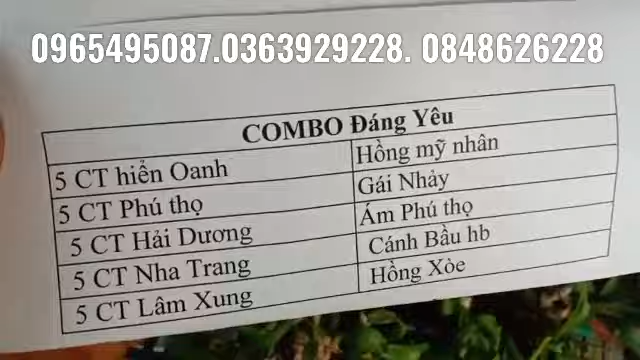 0965495087.0363929228. 0848626228
COMBO Đáng Yêu
5 CT hiển Oanh Hồng mỹ nhân
5 CT Phú thọ Gái Nhảy
5 CT Hải Dương Ám Phú thọ
5 CT Nha Trang Cánh Bầu hb
5 CT Lâm Xung Hồng Xòe